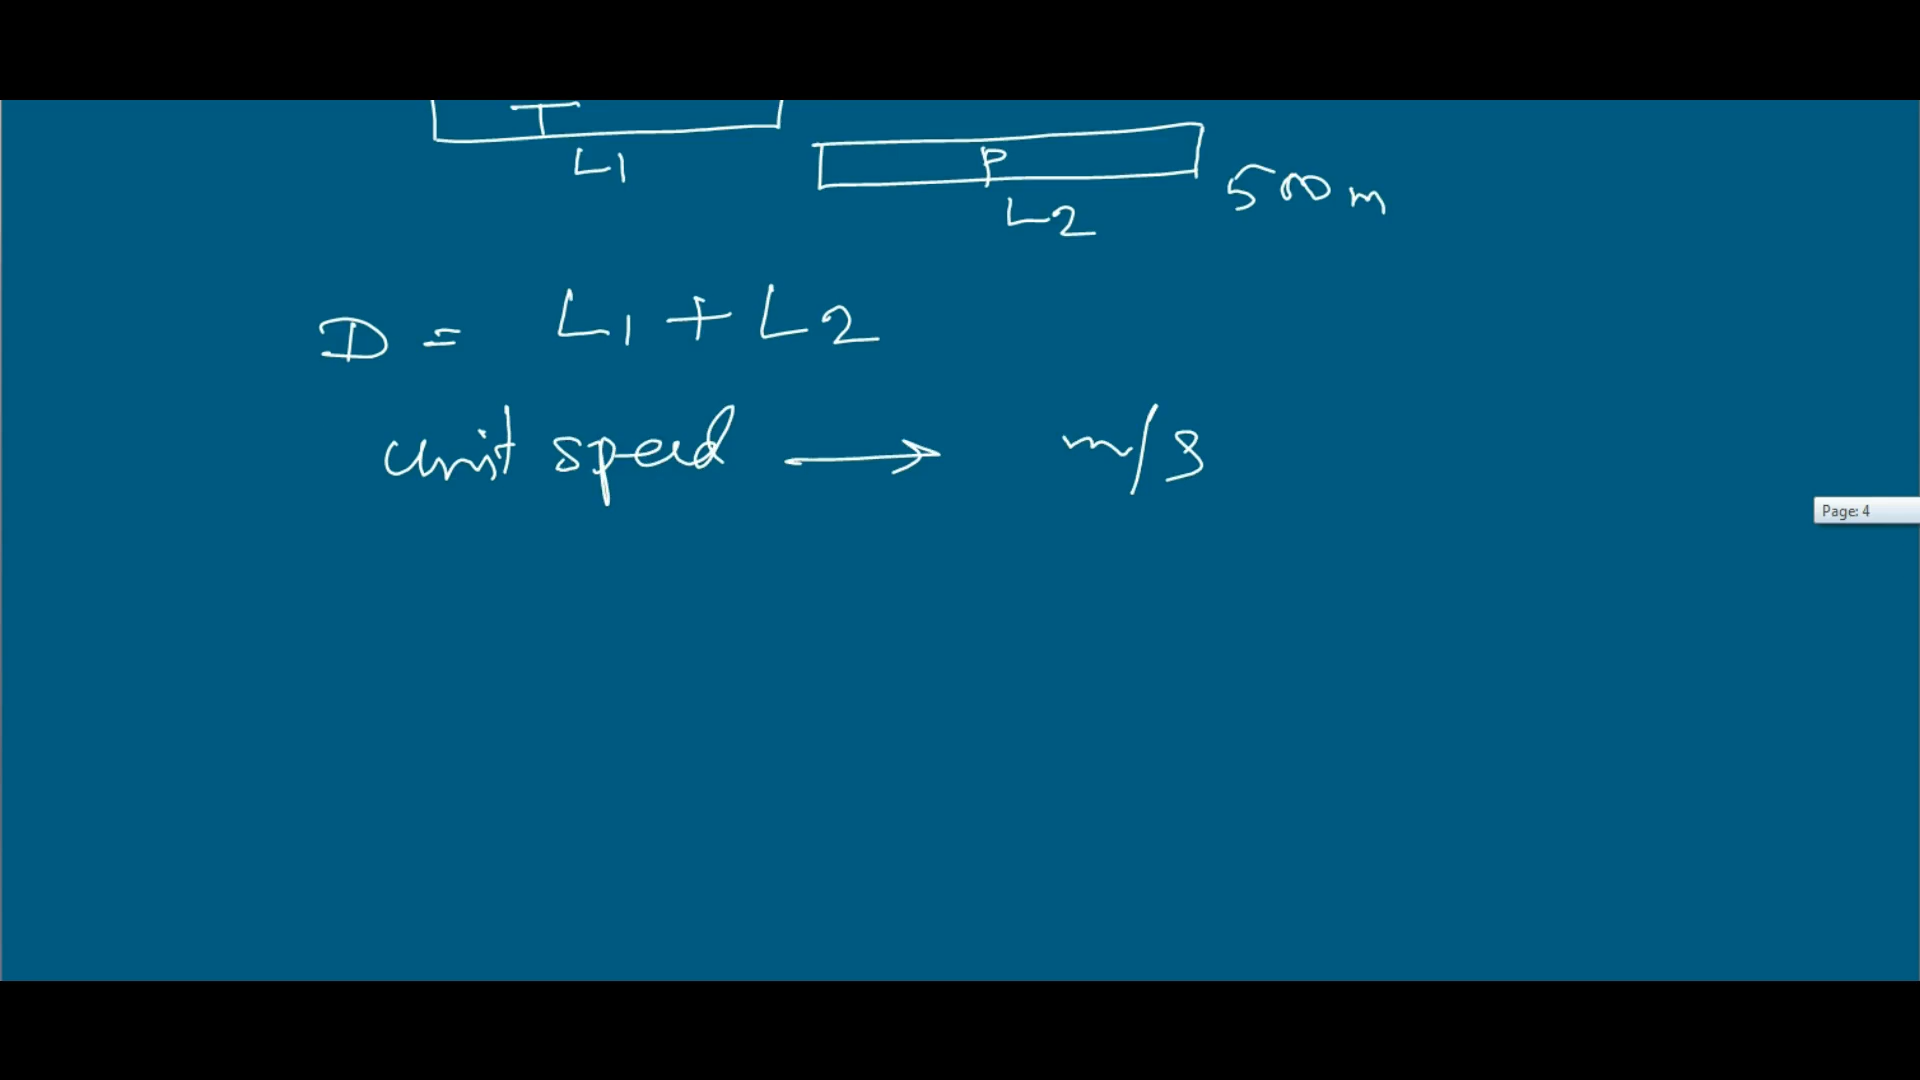 T
L1
P
L2
500 m
D = L1 + L2
unit speed → m/s
Page: 4